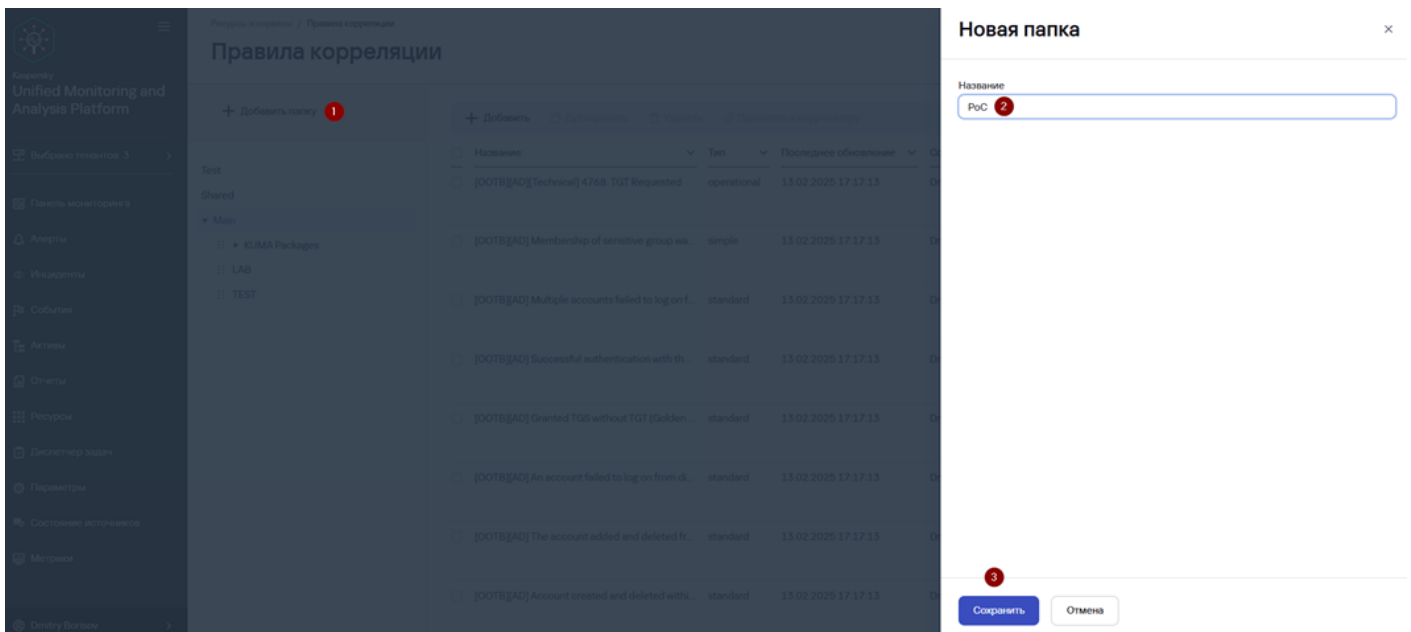 Ресурсы и сервисы / Правила корреляции
Правила корреляции
Kaspersky
Unified Monitoring and
Analysis Platform
Выбрано тенантов: 3
Панель мониторинга
Алерты
Инциденты
События
Активы
Отчеты
Ресурсы
Диспетчер задач
Параметры
Состояние источников
Метрики
Dmitry Borisov
+ Добавить папку 1
Test
Shared
Main
KUMA Packages
LAB
TEST
+ Добавить
Название Тип Последнее обновление
[OOTB][AD][Technical] 4768. TGT Requested operational 13.02.2025 17:17:13
[OOTB][AD] Membership of sensitive group wa... simple 13.02.2025 17:17:13
[OOTB][AD] Multiple accounts failed to log on f... standard 13.02.2025 17:17:13
[OOTB][AD] Successful authentication with th... standard 13.02.2025 17:17:13
[OOTB][AD] Granted TGS without TGT (Golden ... standard 13.02.2025 17:17:13
[OOTB][AD] An account failed to log on from di... standard 13.02.2025 17:17:13
[OOTB][AD] The account added and deleted fr... standard 13.02.2025 17:17:13
[OOTB][AD] Account created and deleted withi... standard 13.02.2025 17:17:13
Новая папка
Название
PoC 2
3
Сохранить Отмена